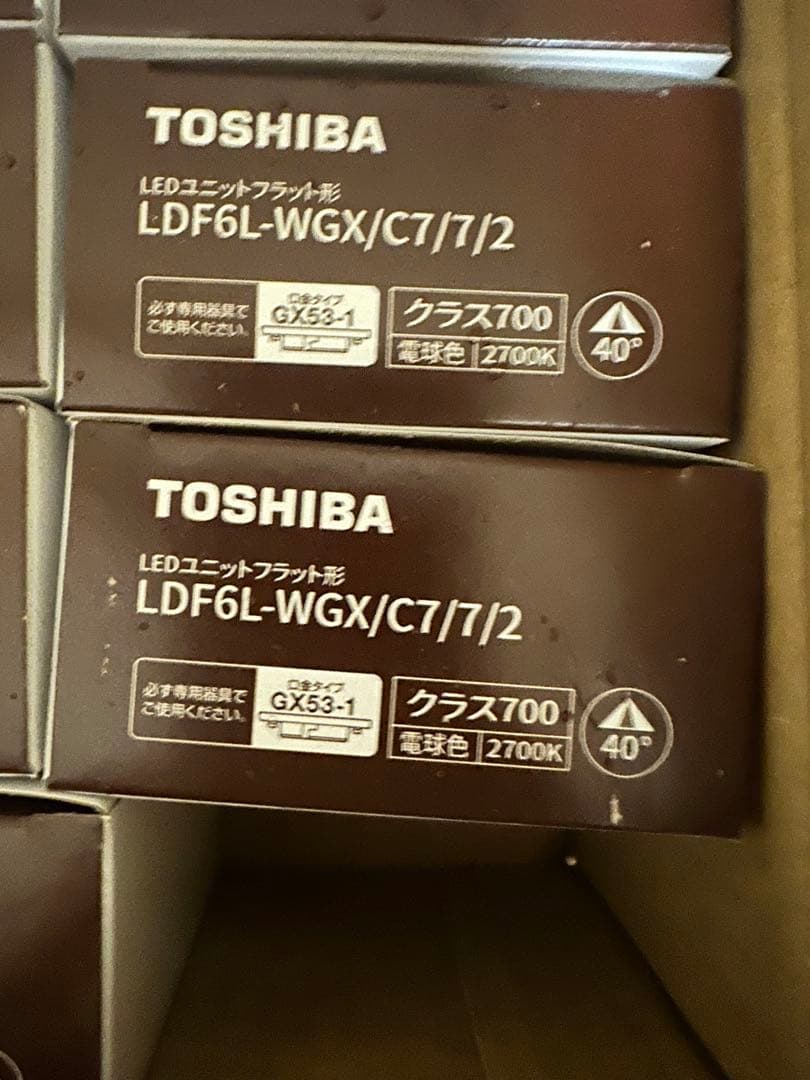 TOSHIBA
LEDユニットフラット形
LDF6L-WGX/C7/7/2
必ず専用器具で
ご使用ください。
口金タイプ
GX53-1
クラス700
電球色 2700K
40°
TOSHIBA
LEDユニットフラット形
LDF6L-WGX/C7/7/2
必ず専用器具で
ご使用ください。
口金タイプ
GX53-1
クラス700
電球色 2700K
40°